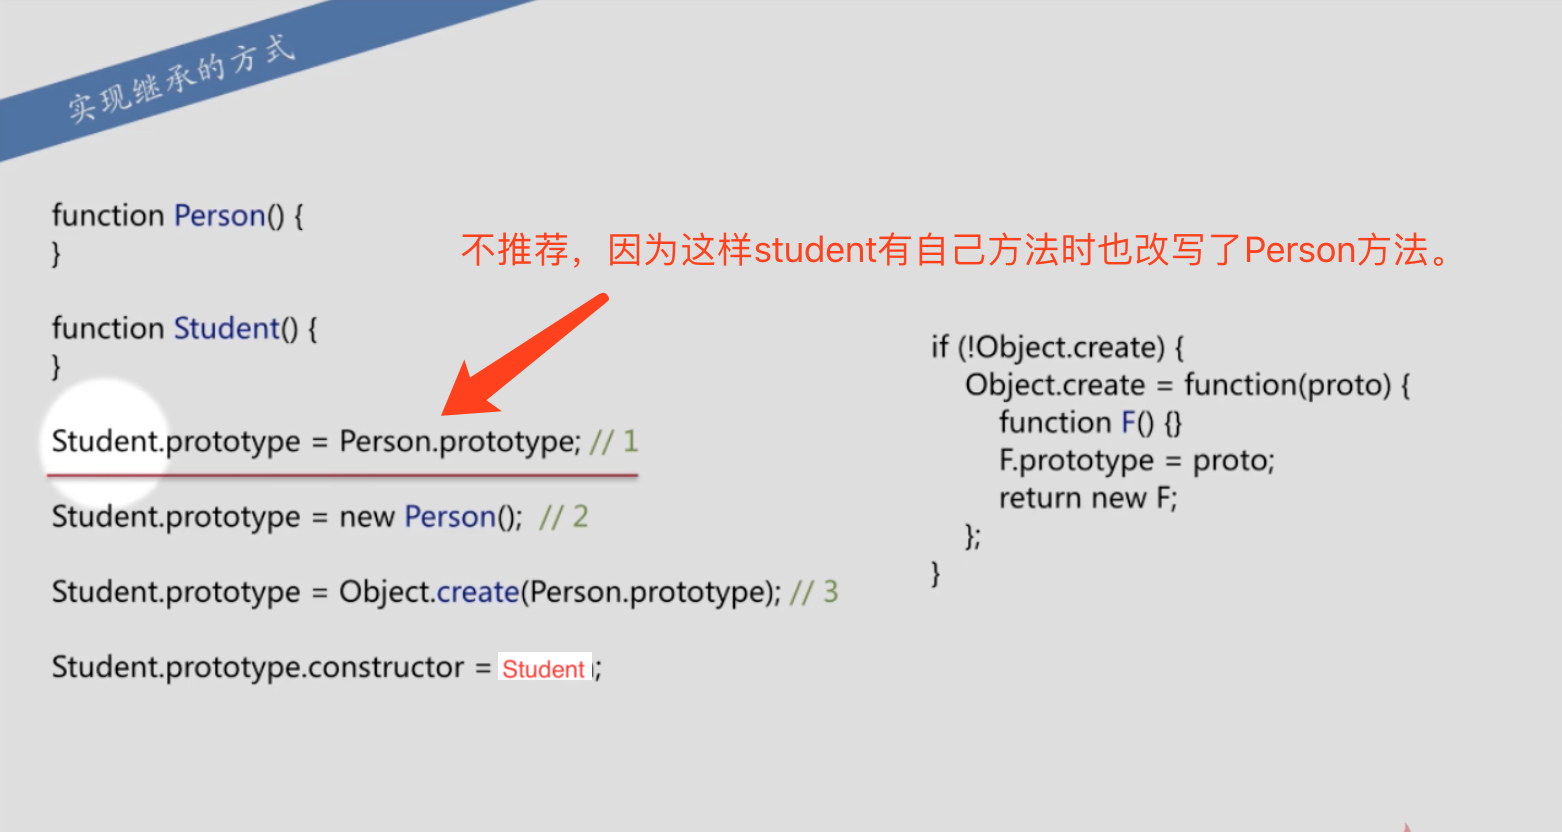 实现继承的方式
function Person() {
}
不推荐，因为这样student有自己方法时也改写了Person方法。
function Student() {
}
Student.prototype = Person.prototype; // 1
Student.prototype = new Person(); // 2
Student.prototype = Object.create(Person.prototype); // 3
Student.prototype.constructor = Student ;
if (!Object.create) {
Object.create = function(proto) {
function F() {}
F.prototype = proto;
return new F;
};
}